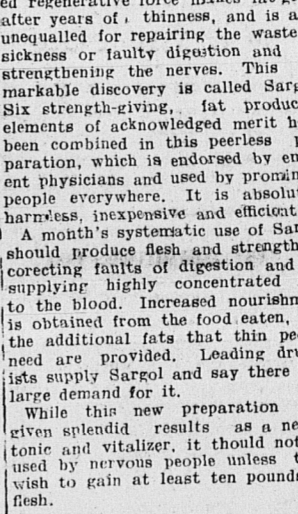 ed regenerative force makes
after years of thinness, and is a
unequalled for repairing the waste
sickness or faulty digestion and
strengthening the nerves. This
markable discovery is called Sarg
Six strength-giving, fat produc
elements of acknowledged merit h
been combined in this peerless p
paration, which is endorsed by em
ent physicians and used by promin
people everywhere. It is absolut
harmless, inexpensive and efficient
A month's systematic use of Sar
should produce flesh and strength
corecting faults of digestion and
supplying highly concentrated
to the blood. Increased nourishm
is obtained from the food eaten,
the additional fats that thin peo
need are provided. Leading dru
ists supply Sargol and say there
large demand for it.
While this new preparation
given splendid results as a ne
tonic and vitalizer, it thould not
used by nervous people unless t
wish to gain at least ten pounds
flesh.